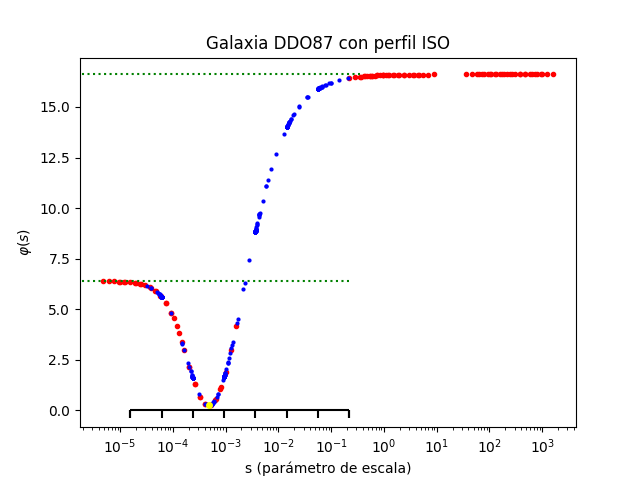 Galaxia DDO87 con perfil ISO
φ(s)
15.0
12.5
10.0
7.5
5.0
2.5
0.0
10⁻⁵ 10⁻⁴ 10⁻³ 10⁻² 10⁻¹ 10⁰ 10¹ 10² 10³
s (parámetro de escala)